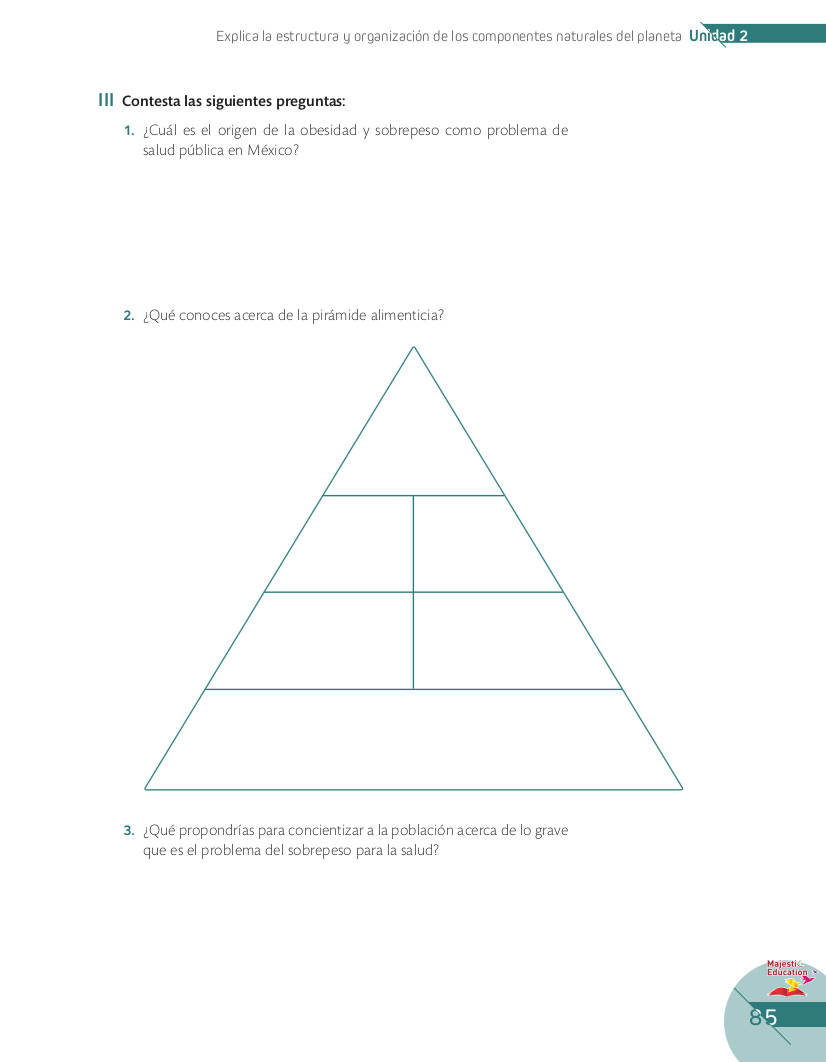 Explica la estructura y organización de los componentes naturales del planeta Unidad 2
III Contesta las siguientes preguntas:
1. ¿Cuál es el origen de la obesidad y sobrepeso como problema de
salud pública en México?
2. ¿Qué conoces acerca de la pirámide alimenticia?
3. ¿Qué propondrías para concientizar a la población acerca de lo grave
que es el problema del sobrepeso para la salud?
Majestic
Education
85